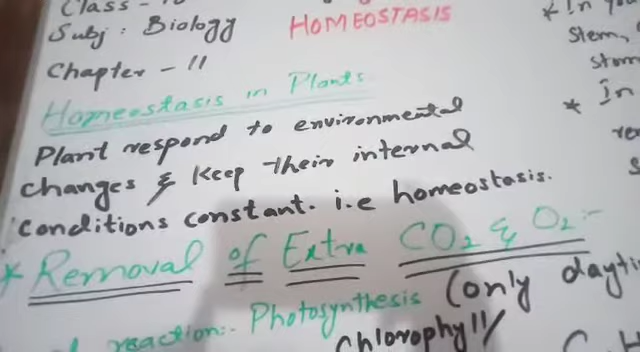 Class -
Subj : Biology
HOMEOSTASIS
Chapter - 11
Homeostasis in Plants
Plant respond to environmental
changes & keep their internal
conditions constant. i.e homeostasis.
* Removal of Extra CO2 & O2 :-
reaction:- Photosynthesis (only dayti
Chlorophyll
* In
Stem,
* In